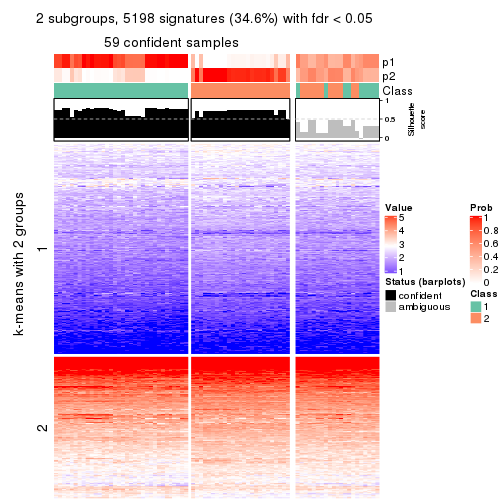 2 subgroups, 5198 signatures (34.6%) with fdr < 0.05
59 confident samples
p1
p2
Class
1
0.5
0
Silhouette
score
k-means with 2 groups
1
2
Value
5
4
3
2
1
Status (barplots)
confident
ambiguous
Prob
1
0.8
0.6
0.4
0.2
0
Class
1
2